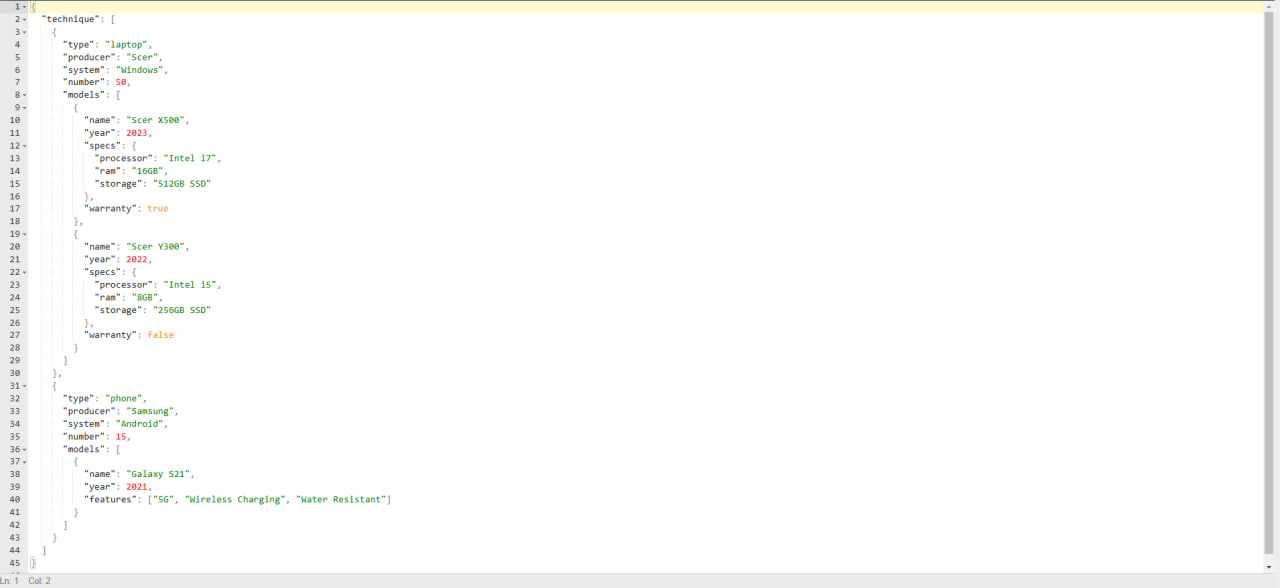 1 {
2 "technique": [
3 {
4 "type": "laptop",
5 "producer": "Scer",
6 "system": "Windows",
7 "number": 50,
8 "models": [
9 {
10 "name": "Scer X500",
11 "year": 2023,
12 "specs": {
13 "processor": "Intel i7",
14 "ram": "16GB",
15 "storage": "512GB SSD"
16 },
17 "warranty": true
18 },
19 {
20 "name": "Scer Y300",
21 "year": 2022,
22 "specs": {
23 "processor": "Intel i5",
24 "ram": "8GB",
25 "storage": "256GB SSD"
26 },
27 "warranty": false
28 }
29 ]
30 },
31 {
32 "type": "phone",
33 "producer": "Samsung",
34 "system": "Android",
35 "number": 15,
36 "models": [
37 {
38 "name": "Galaxy S21",
39 "year": 2021,
40 "features": ["5G", "Wireless Charging", "Water Resistant"]
41 }
42 ]
43 }
44 ]
45 }
Ln: 1 Col: 2